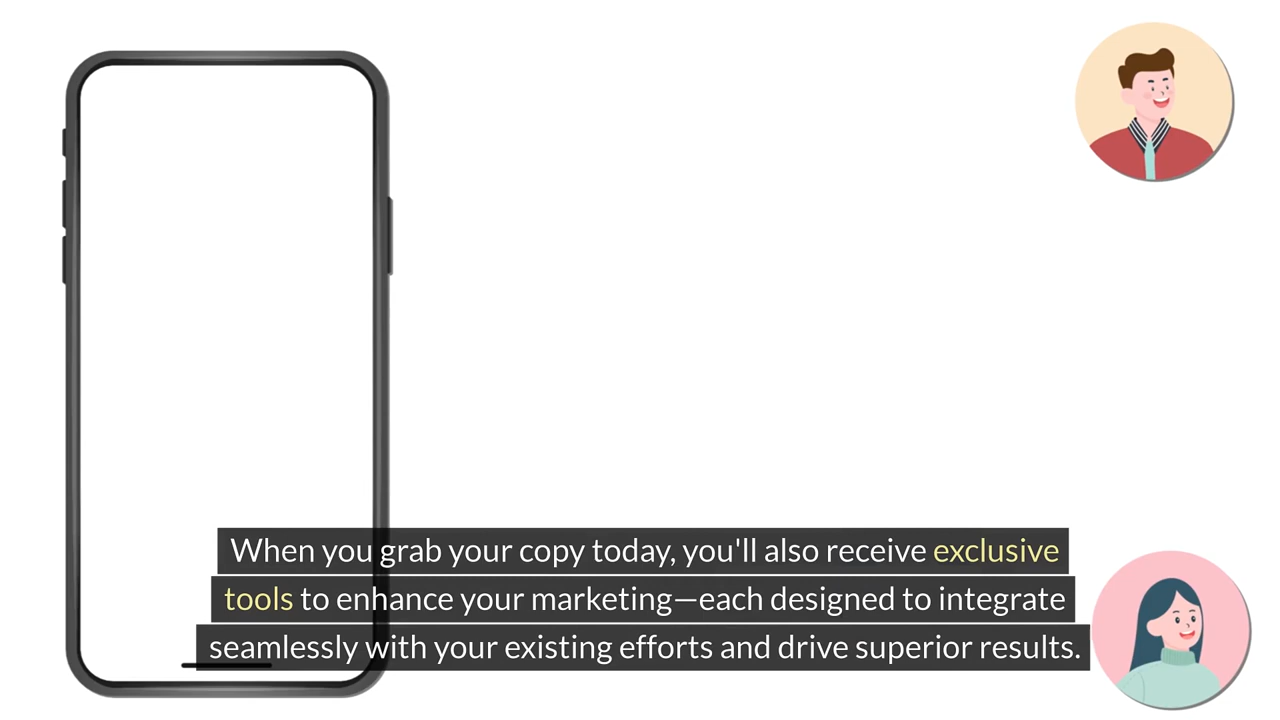 When you grab your copy today, you'll also receive exclusive
tools to enhance your marketing—each designed to integrate
seamlessly with your existing efforts and drive superior results.